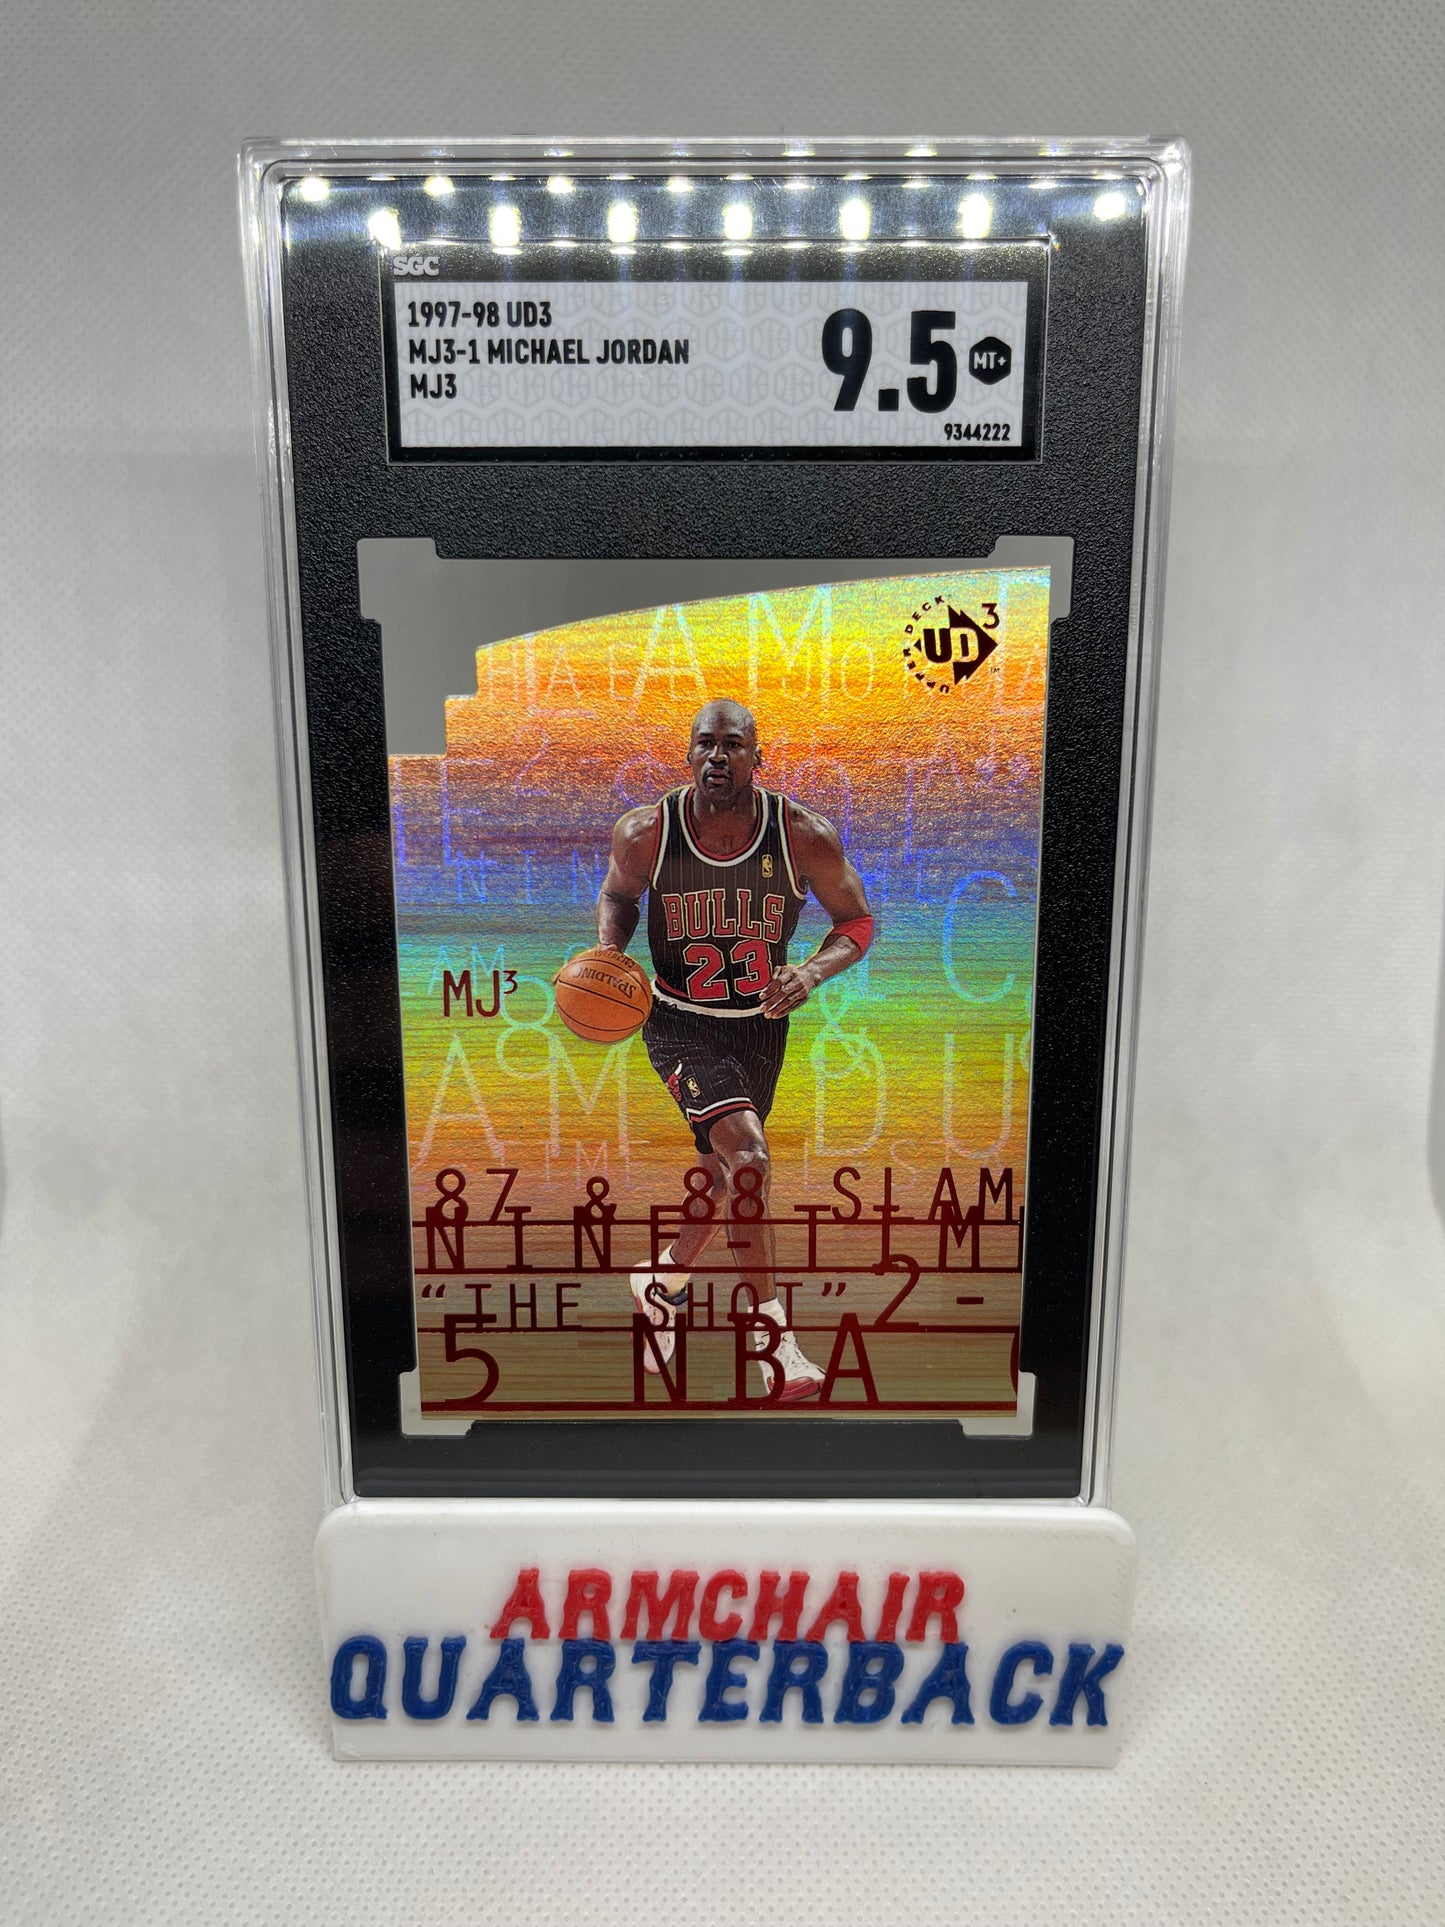 SGC
1997-98 UD3
MJ3-1 MICHAEL JORDAN
MJ3
9.5 MT+
9344222
UPPER DECK UD3 ™
BULLS
23
SPALDING
MJ3
87 & 88 SLAM
NINE-TIM
"THE SHOT" 2-
5 NBA
ARMCHAIR
QUARTERBACK